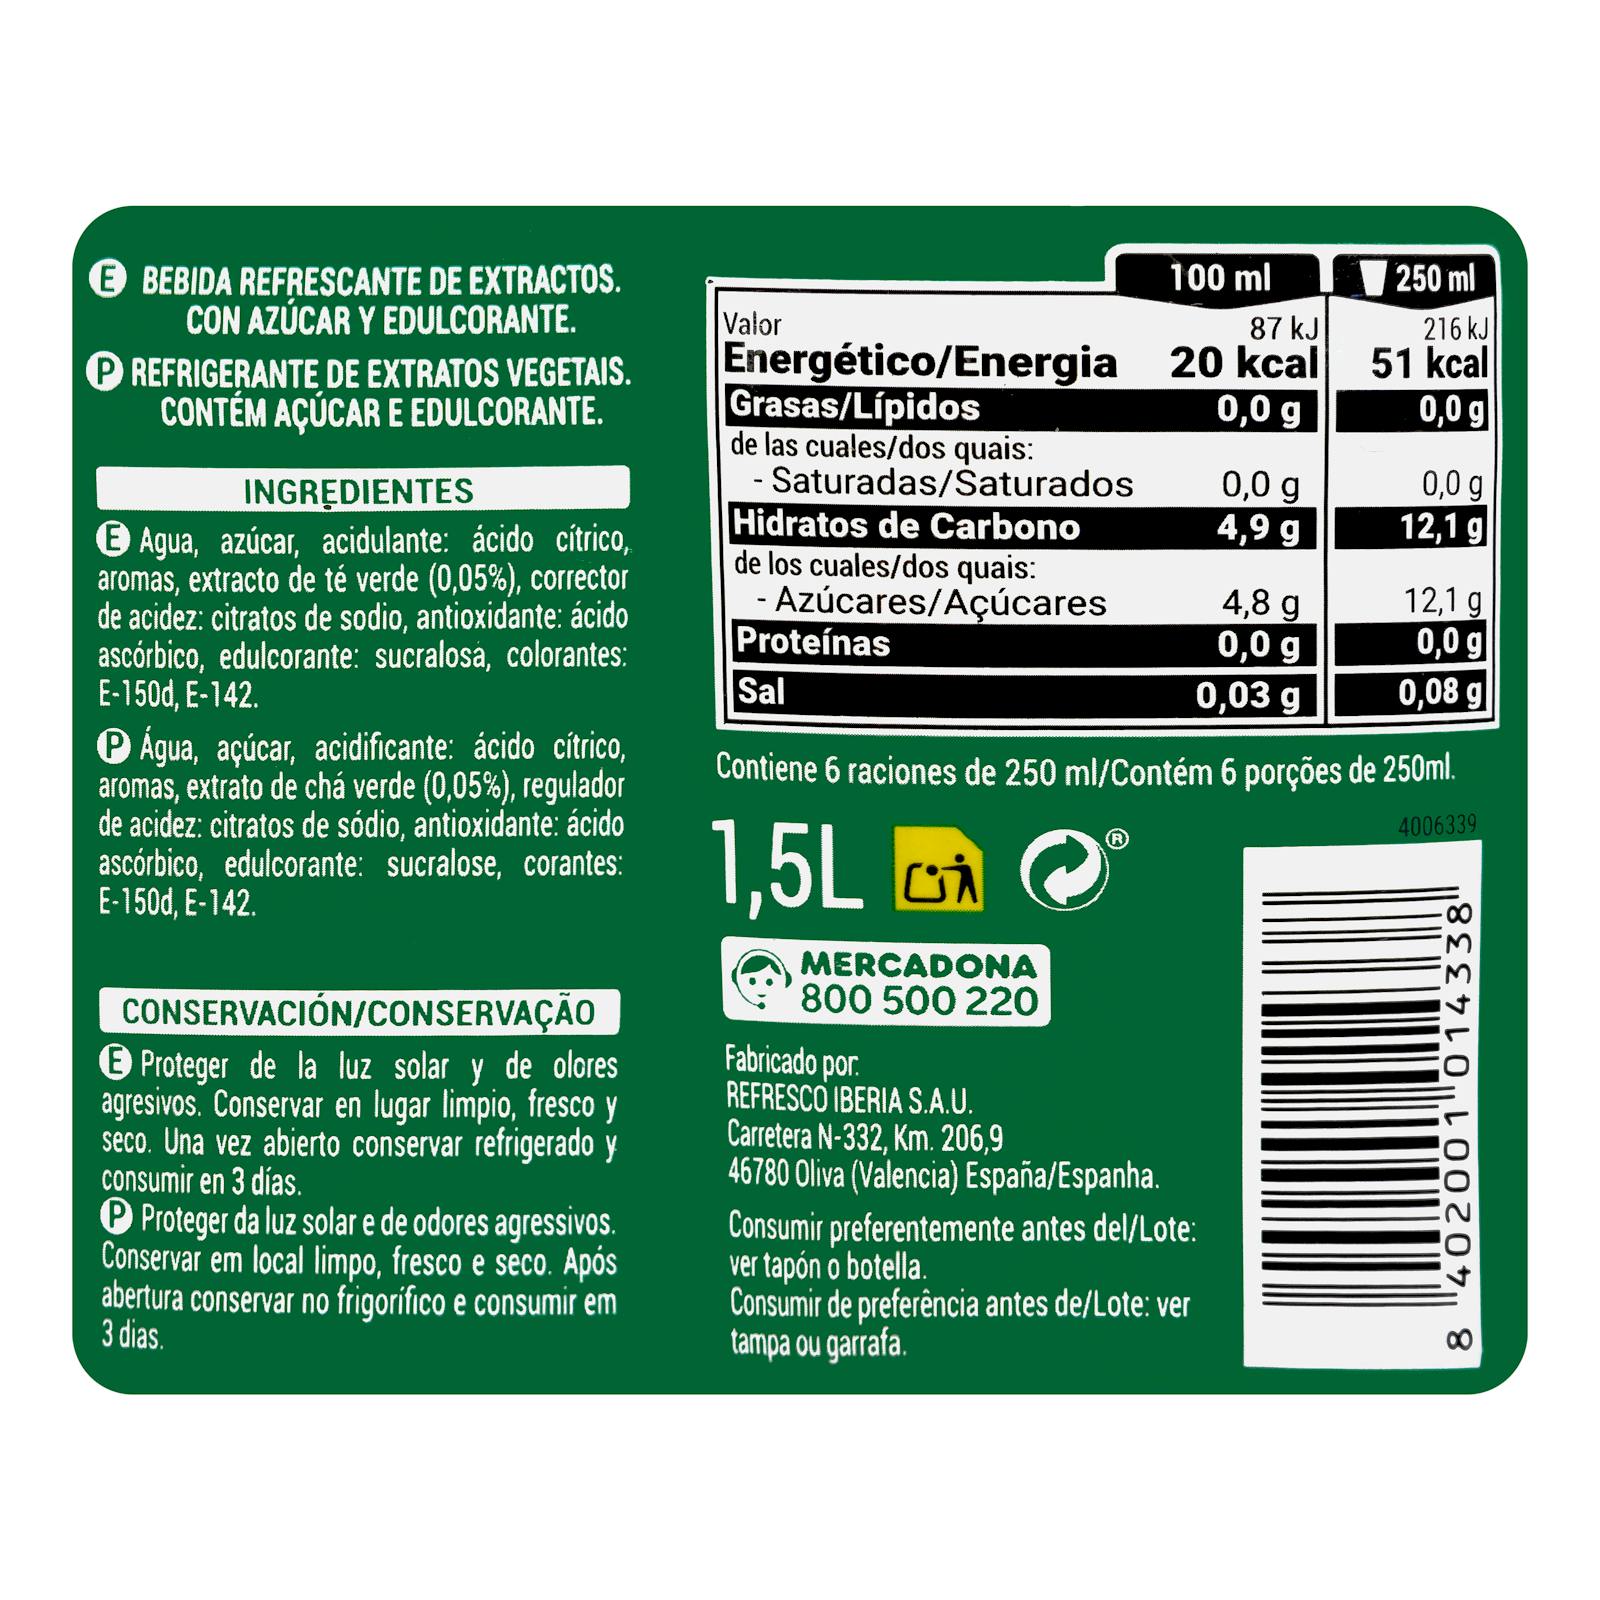 E BEBIDA REFRESCANTE DE EXTRACTOS.
CON AZÚCAR Y EDULCORANTE.
P REFRIGERANTE DE EXTRATOS VEGETAIS.
CONTÉM AÇÚCAR E EDULCORANTE.
INGREDIENTES
E Agua, azúcar, acidulante: ácido cítrico,
aromas, extracto de té verde (0,05%), corrector
de acidez: citratos de sodio, antioxidante: ácido
ascórbico, edulcorante: sucralosa, colorantes:
E-150d, E-142.
P Água, açúcar, acidificante: ácido cítrico,
aromas, extrato de chá verde (0,05%), regulador
de acidez: citratos de sódio, antioxidante: ácido
ascórbico, edulcorante: sucralose, corantes:
E-150d, E-142.
CONSERVACIÓN/CONSERVAÇÃO
E Proteger de la luz solar y de olores
agresivos. Conservar en lugar limpio, fresco y
seco. Una vez abierto conservar refrigerado y
consumir en 3 días.
P Proteger da luz solar e de odores agressivos.
Conservar em local limpo, fresco e seco. Após
abertura conservar no frigorífico e consumir em
3 dias.
100 ml 250 ml
Valor 87 kJ 216 kJ
Energético/Energia 20 kcal 51 kcal
Grasas/Lípidos 0,0 g 0,0 g
de las cuales/dos quais:
- Saturadas/Saturados 0,0 g 0,0 g
Hidratos de Carbono 4,9 g 12,1 g
de los cuales/dos quais:
- Azúcares/Açúcares 4,8 g 12,1 g
Proteínas 0,0 g 0,0 g
Sal 0,03 g 0,08 g
Contiene 6 raciones de 250 ml/Contém 6 porções de 250ml.
1,5L
®
MERCADONA
800 500 220
Fabricado por:
REFRESCO IBERIA S.A.U.
Carretera N-332, Km. 206,9
46780 Oliva (Valencia) España/Espanha.
Consumir preferentemente antes del/Lote:
ver tapón o botella.
Consumir de preferência antes de/Lote: ver
tampa ou garrafa.
4006339
8 402001 014338